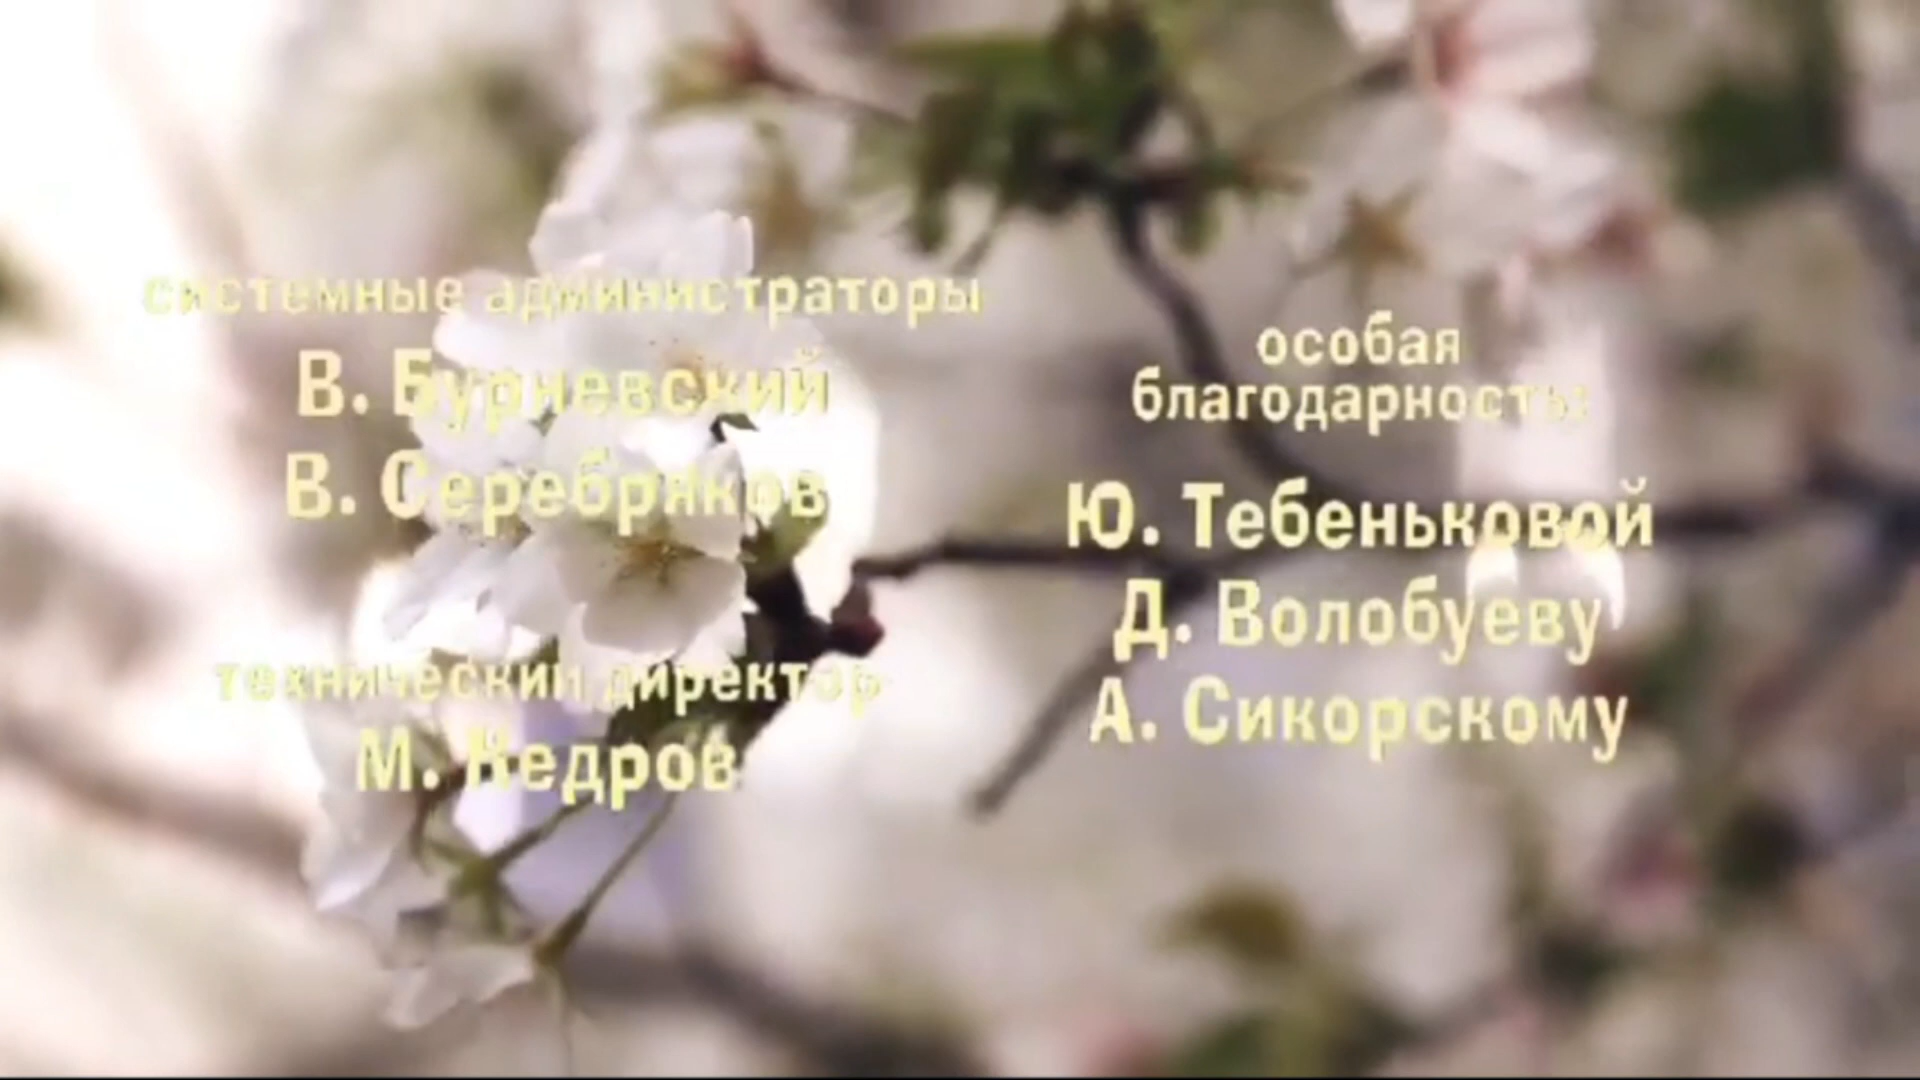 системные администраторы
В. Бурневский
В. Серебряков
технический директор
М. Кедров
особая
благодарность:
Ю. Тебеньковой
Д. Волобуеву
А. Сикорскому